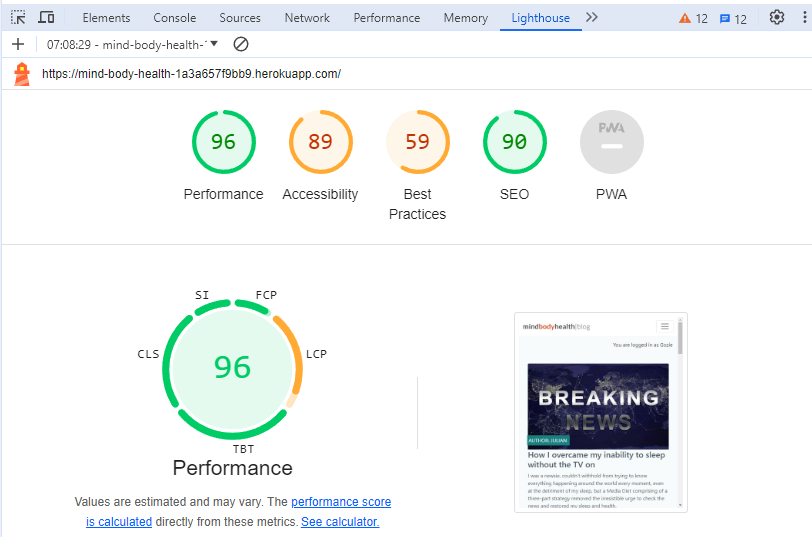 Elements Console Sources Network Performance Memory Lighthouse 12 12
07:08:29 - mind-body-health-
https://mind-body-health-1a3a657f9bb9.herokuapp.com/
96 89 59 90 PWA
Performance Accessibility Best Practices SEO PWA
SI FCP
CLS LCP
96
TBT
Performance
Values are estimated and may vary. The performance score
is calculated directly from these metrics. See calculator.
mindbodyhealth|blog
You are logged in as
BREAKING
NEWS
AUTHOR: JULIAN
How I overcame my inability to sleep
without the TV on
I was a newsie, couldn't withhold from trying to know
everything happening around the world every moment, even
at the detriment of my sleep, but a Media Diet comprising of a
three-part strategy removed the irresistible urge to check the
news and restored my sleep and health.